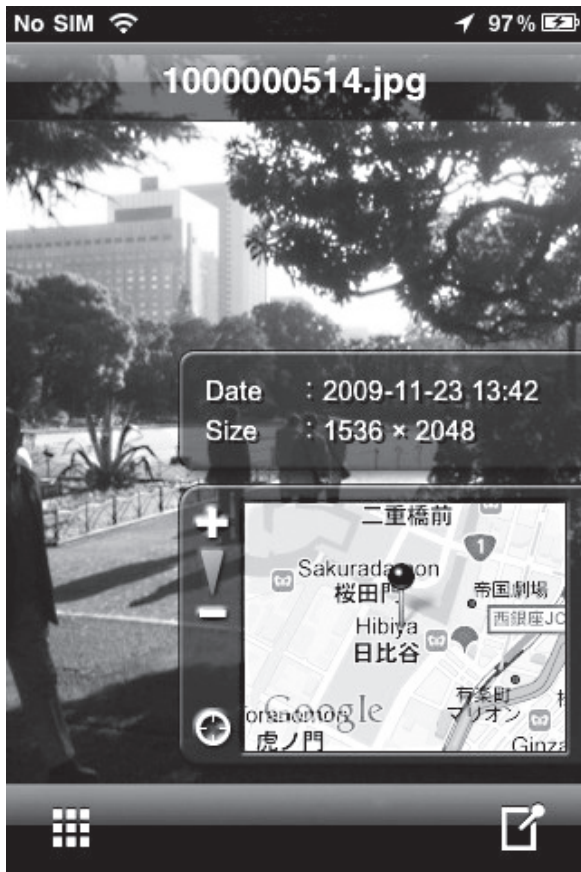 No SIM 97%
1000000514.jpg
Date : 2009-11-23 13:42
Size : 1536 × 2048
二重橋前
1
Sakuradamon
桜田門
帝国劇場
西銀座JC
Hibiya
日比谷
有楽町
マリオン
Google
oranomon
虎ノ門
Ginza